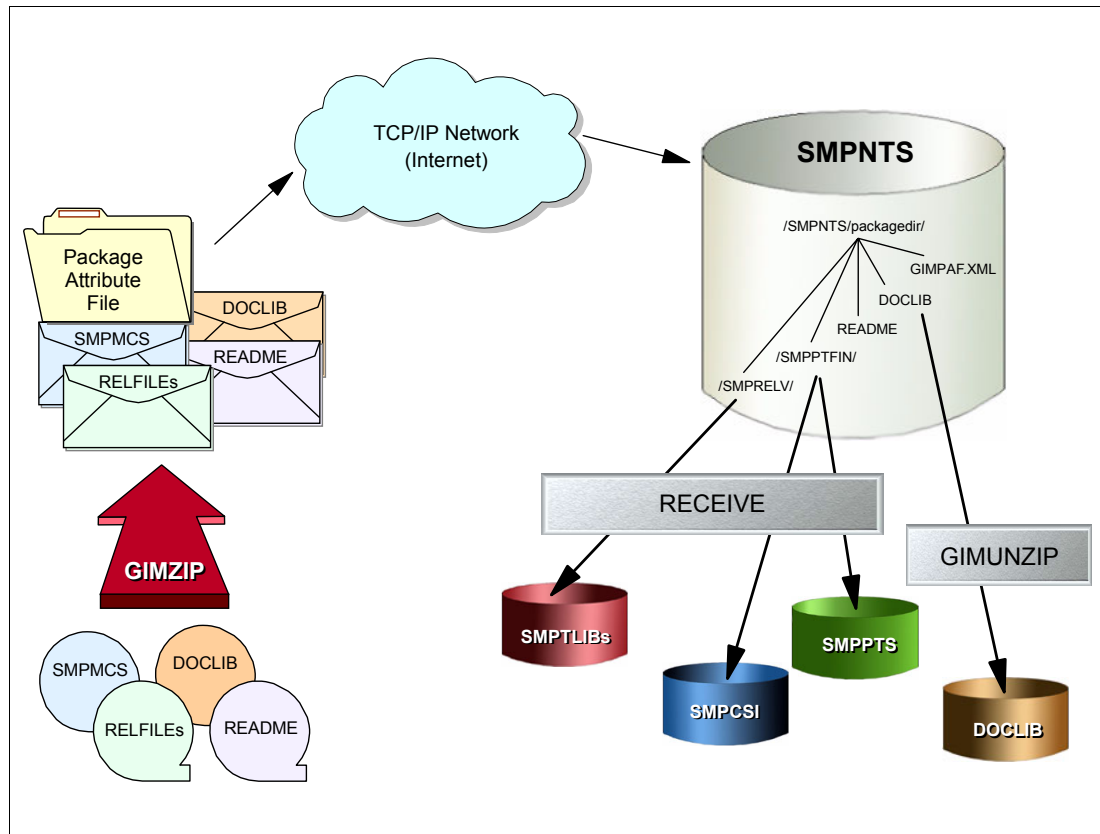 TCP/IP Network
(Internet)
SMPNTS
/SMPNTS/packagedir/
GIMPAF.XML
DOCLIB
README
/SMPPTFIN/
/SMPRELV/
Package
Attribute
File
DOCLIB
SMPMCS
README
RELFILEs
RECEIVE
GIMUNZIP
GIMZIP
SMPTLIBs
SMPPTS
SMPCSI
DOCLIB
SMPMCS
DOCLIB
RELFILEs
README